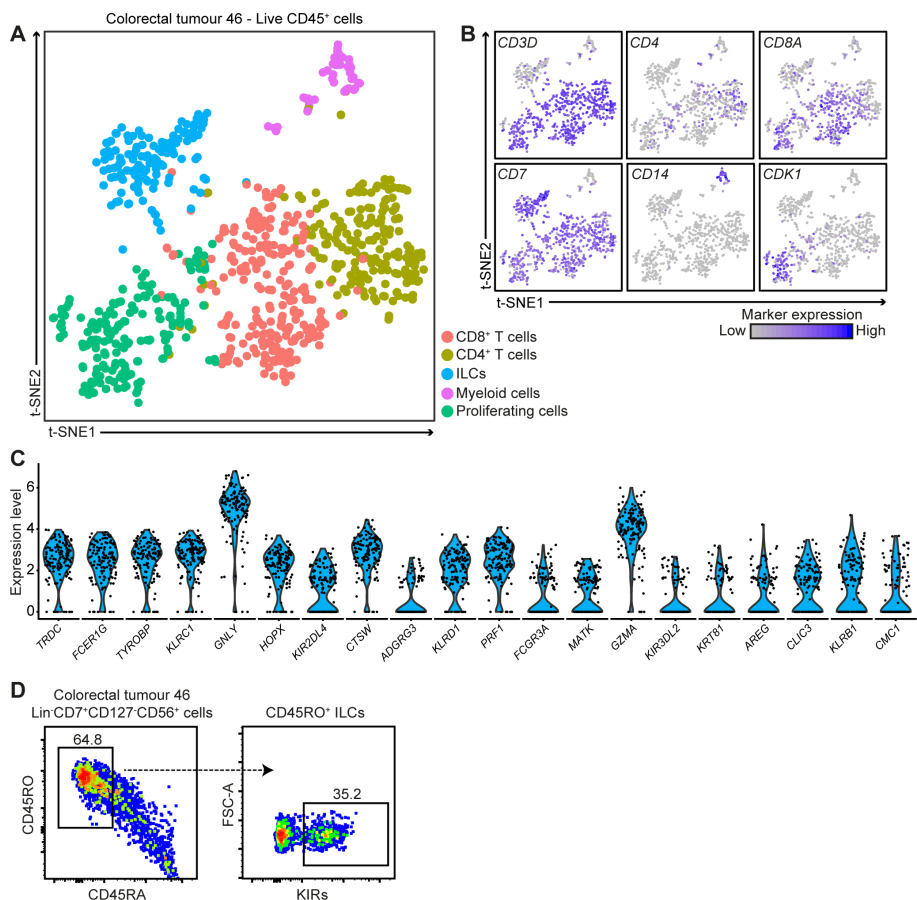 Colorectal tumour 46 - Live CD45⁺ cells
A
t-SNE2
t-SNE1
CD8⁺ T cells
CD4⁺ T cells
ILCs
Myeloid cells
Proliferating cells
B
CD3D
CD4
CD8A
CD7
CD14
CDK1
t-SNE2
t-SNE2
t-SNE1
Marker expression
Low
High
C
Expression level
6
4
2
0
TRDC
FCER1G
TYROBP
KLRC1
GNLY
HOPX
KIR2DL4
CTSW
ADGRG3
KLRD1
PRF1
FCGR3A
MATK
GZMA
KIR3DL2
KRT81
AREG
CLIC3
KLRB1
CMC1
D
Colorectal tumour 46
Lin⁻CD7⁺CD127⁻CD56⁺ cells
64.8
CD45RO
CD45RA
CD45RO⁺ ILCs
35.2
FSC-A
KIRs